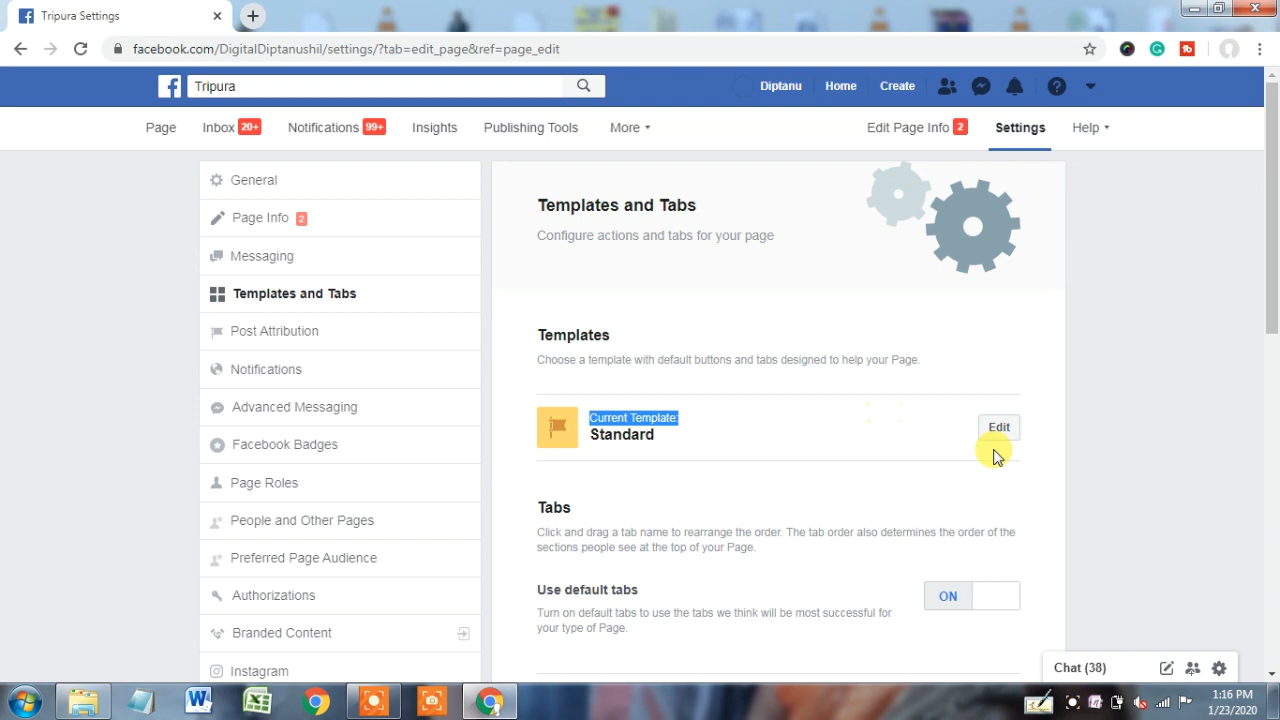 Tripura Settings
facebook.com/DigitalDiptanushil/settings/?tab=edit_page&ref=page_edit
Tripura
Diptanu
Home
Create
Page
Inbox 20+
Notifications 99+
Insights
Publishing Tools
More
Edit Page Info 2
Settings
Help
General
Page Info 2
Messaging
Templates and Tabs
Post Attribution
Notifications
Advanced Messaging
Facebook Badges
Page Roles
People and Other Pages
Preferred Page Audience
Authorizations
Branded Content
Instagram
Templates and Tabs
Configure actions and tabs for your page
Templates
Choose a template with default buttons and tabs designed to help your Page.
Current Template:
Standard
Edit
Tabs
Click and drag a tab name to rearrange the order. The tab order also determines the order of the
sections people see at the top of your Page.
Use default tabs
ON
Turn on default tabs to use the tabs we think will be most successful for
your type of Page.
Chat (38)
1:16 PM
1/23/2020